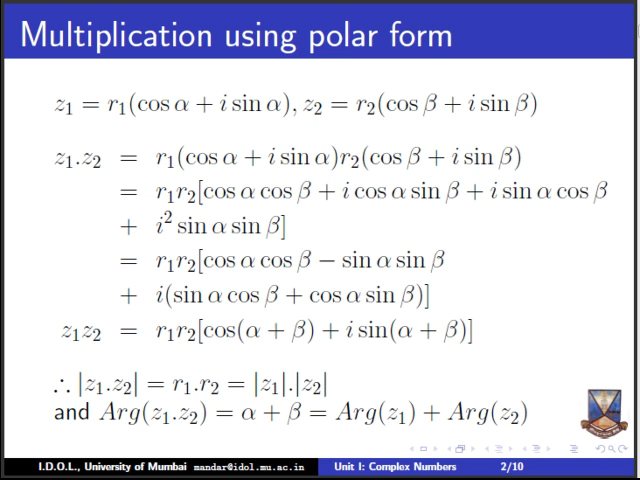 Multiplication using polar form
z₁ = r₁(cos α + i sin α), z₂ = r₂(cos β + i sin β)
z₁.z₂ = r₁(cos α + i sin α)r₂(cos β + i sin β)
= r₁r₂[cos α cos β + i cos α sin β + i sin α cos β
+ i² sin α sin β]
= r₁r₂[cos α cos β − sin α sin β
+ i(sin α cos β + cos α sin β)]
z₁z₂ = r₁r₂[cos(α + β) + i sin(α + β)]
∴ |z₁.z₂| = r₁.r₂ = |z₁|.|z₂|
and Arg(z₁.z₂) = α + β = Arg(z₁) + Arg(z₂)
I.D.O.L., University of Mumbai mandar@idol.mu.ac.in Unit I: Complex Numbers 2/10